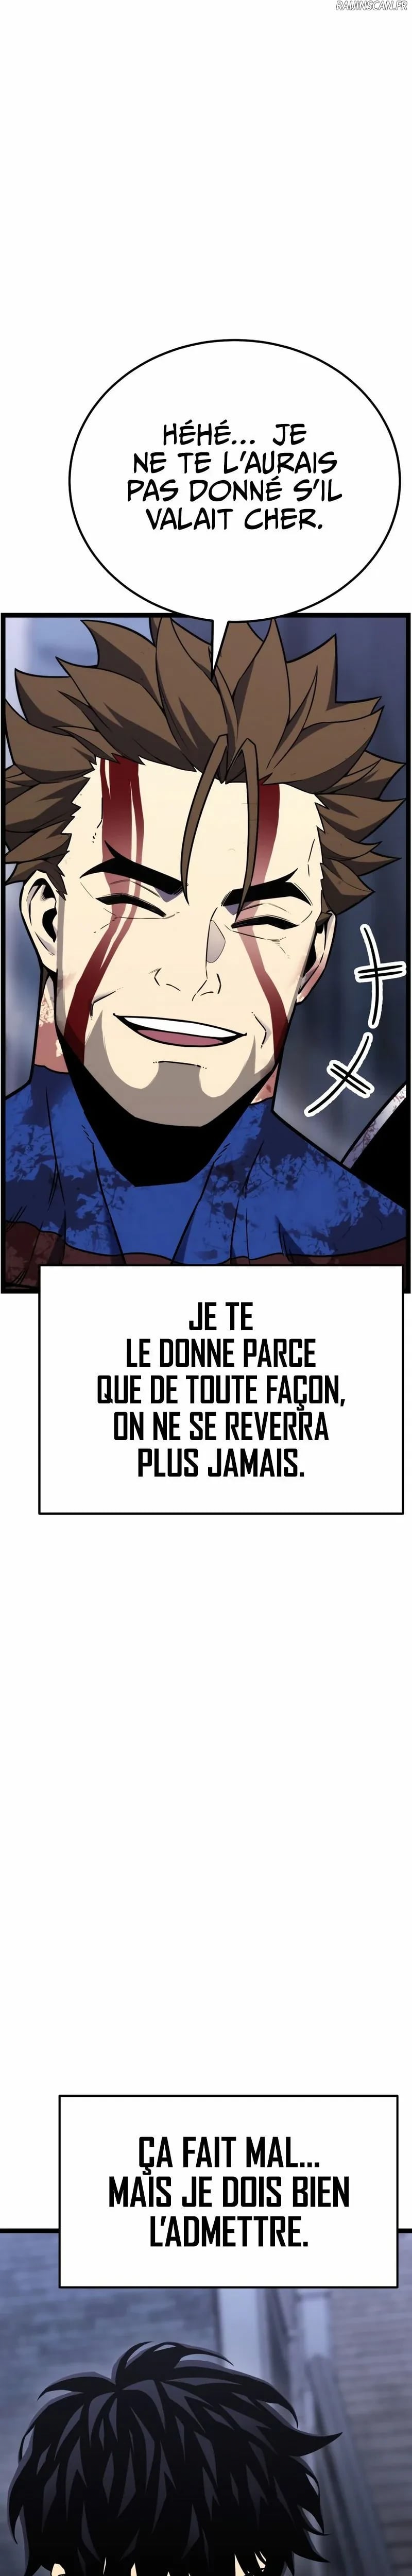 RAIJINSCAN.FR
HÉHÉ... JE
NE TE L'AURAIS
PAS DONNÉ S'IL
VALAIT CHER.
JE TE
LE DONNE PARCE
QUE DE TOUTE FAÇON,
ON NE SE REVERRA
PLUS JAMAIS.
ÇA FAIT MAL...
MAIS JE DOIS BIEN
L'ADMETTRE.